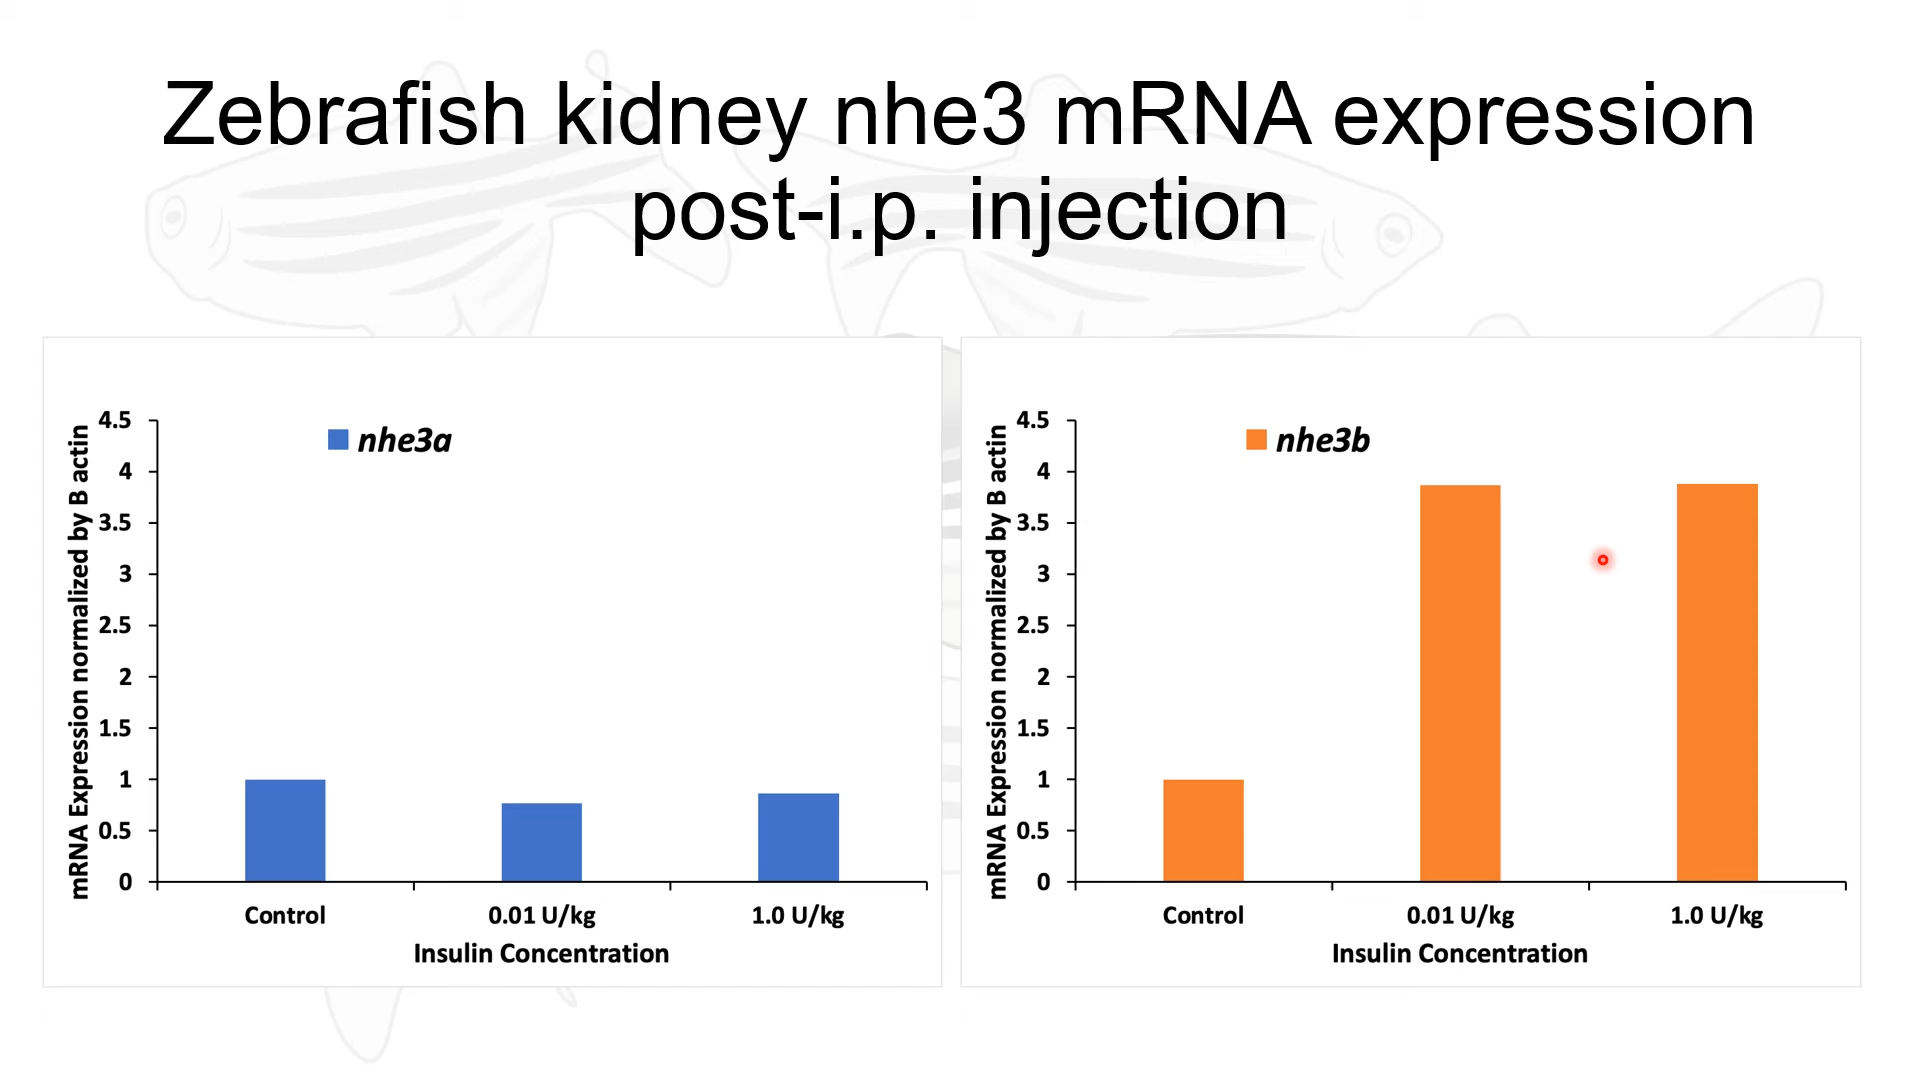 Zebrafish kidney nhe3 mRNA expression
post-i.p. injection
mRNA Expression normalized by B actin
4.5
4
3.5
3
2.5
2
1.5
1
0.5
0
nhe3a
Control
0.01 U/kg
1.0 U/kg
Insulin Concentration
mRNA Expression normalized by B actin
4.5
4
3.5
3
2.5
2
1.5
1
0.5
0
nhe3b
Control
0.01 U/kg
1.0 U/kg
Insulin Concentration